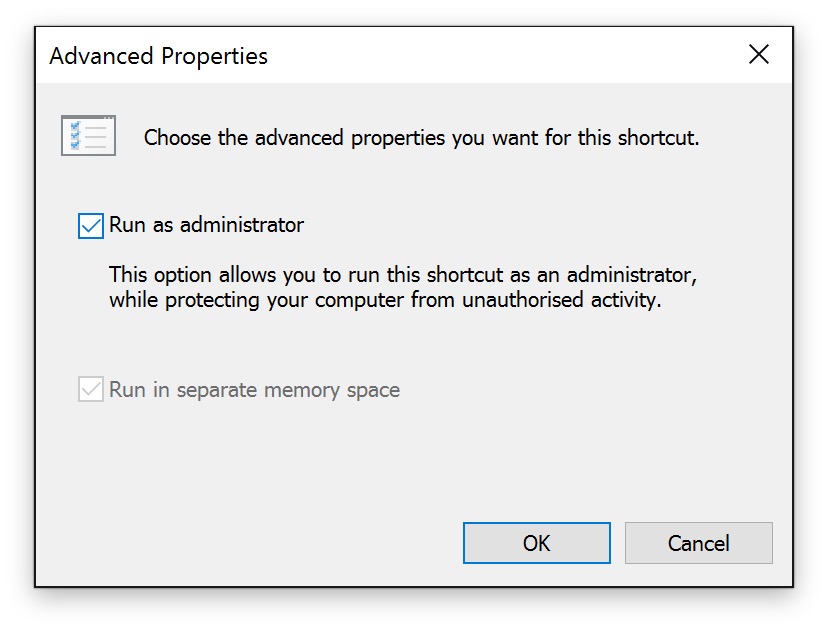 Advanced Properties
Choose the advanced properties you want for this shortcut.
Run as administrator
This option allows you to run this shortcut as an administrator,
while protecting your computer from unauthorised activity.
Run in separate memory space
OK
Cancel